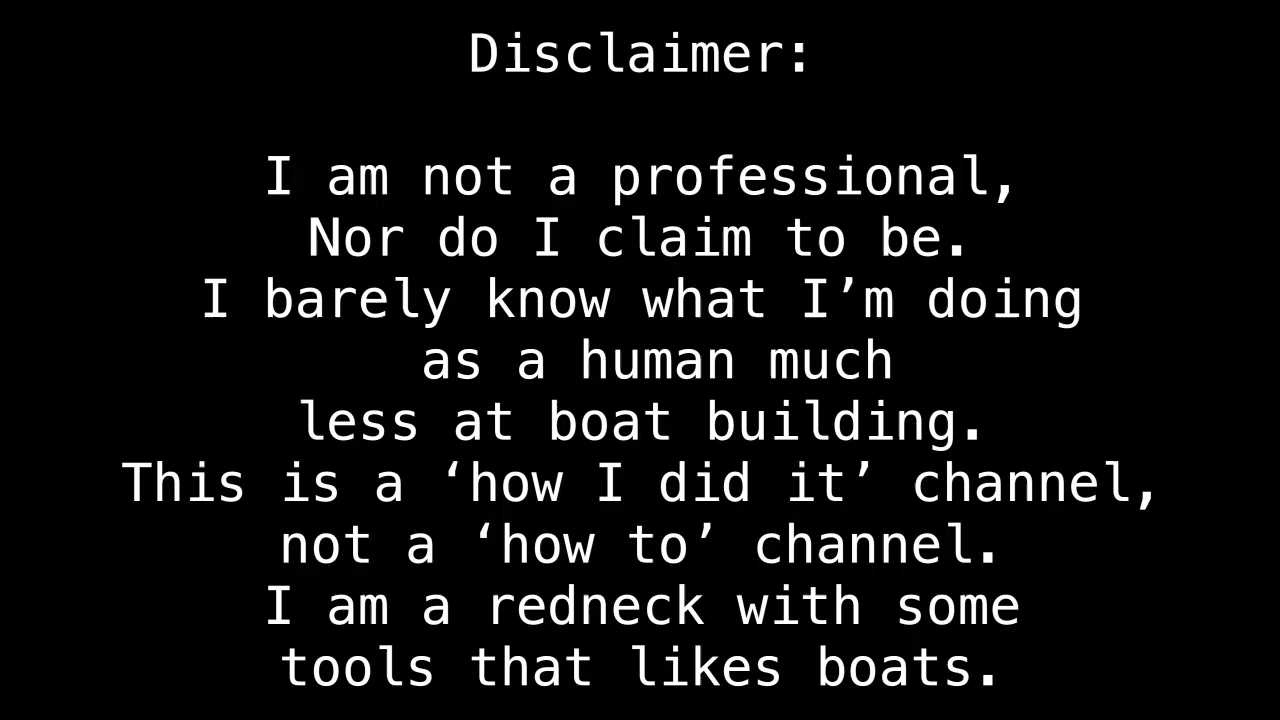 Disclaimer:
I am not a professional,
Nor do I claim to be.
I barely know what I’m doing
as a human much
less at boat building.
This is a ‘how I did it’ channel,
not a ‘how to’ channel.
I am a redneck with some
tools that likes boats.